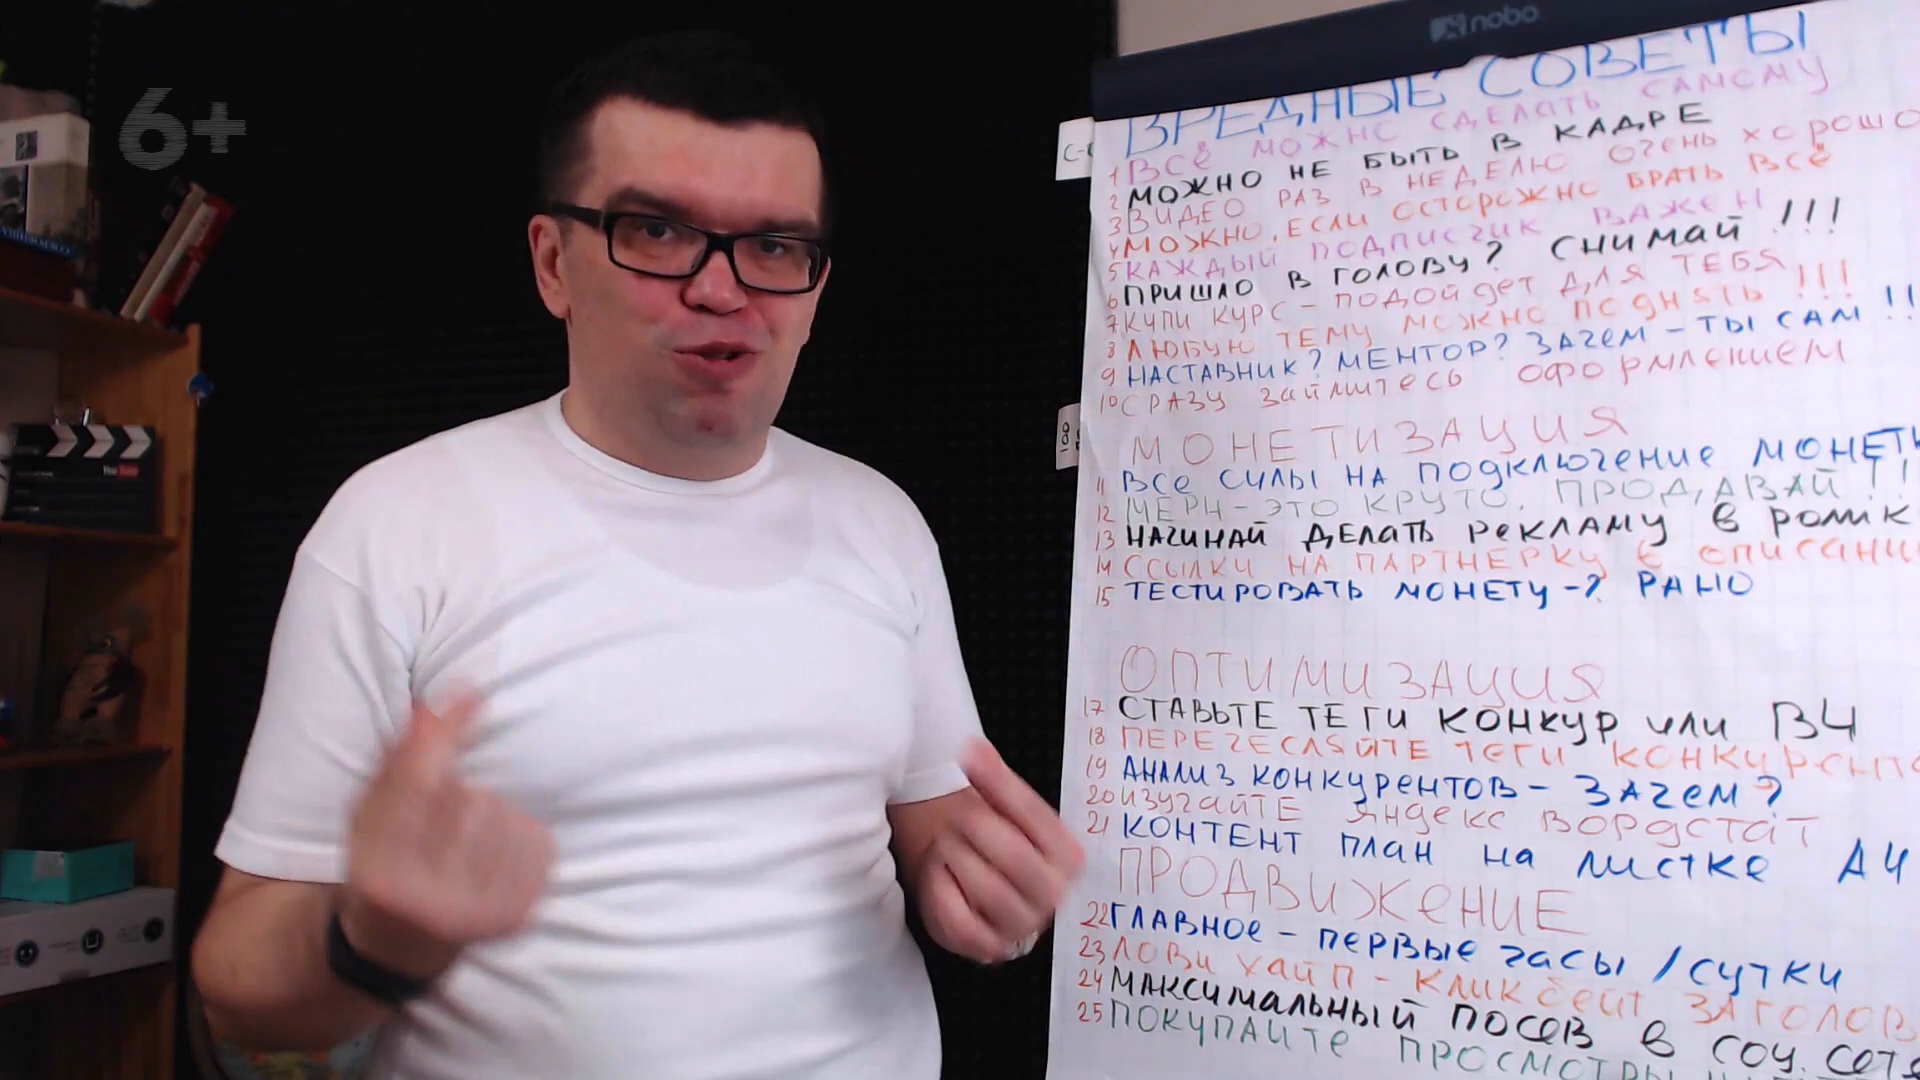 6+
nobo
ВРЕДНЫЕ СОВЕТЫ
1 ВСЁ МОЖНО СДЕЛАТЬ САМОМУ
2 МОЖНО НЕ БЫТЬ В КАДРЕ
3 ВИДЕО РАЗ В НЕДЕЛЮ ОЧЕНЬ ХОРОШО
4 МОЖНО, ЕСЛИ ОСТОРОЖНО БРАТЬ ВСЁ
5 КАЖДЫЙ ПОДПИСЧИК ВАЖЕН
6 ПРИШЛО В ГОЛОВУ? СНИМАЙ !!!
7 КУПИ КУРС - ПОДОЙДЕТ ДЛЯ ТЕБЯ
8 ЛЮБУЮ ТЕМУ МОЖНО ПОДНЯТЬ !!!
9 НАСТАВНИК? МЕНТОР? ЗАЧЕМ - ТЫ САМ !!
10 СРАЗУ ЗАЙМИТЕСЬ ОФОРМЛЕНИЕМ
МОНЕТИЗАЦИЯ
11 ВСЕ СИЛЫ НА ПОДКЛЮЧЕНИЕ МОНЕТЫ
12 МЕРЧ - ЭТО КРУТО, ПРОДАВАЙ !!
13 НАЧИНАЙ ДЕЛАТЬ РЕКЛАМУ В РОЛИК
14 ССЫЛКИ НА ПАРТНЕРКУ В ОПИСАНИ
15 ТЕСТИРОВАТЬ МОНЕТУ -? РАНО
ОПТИМИЗАЦИЯ
17 СТАВЬТЕ ТЕГИ КОНКУР ИЛИ ВЧ
18 ПЕРЕЧЕСЛЯЙТЕ ТЕГИ КОНКУРЕНТО
19 АНАЛИЗ КОНКУРЕНТОВ - ЗАЧЕМ?
20 ИЗУЧАЙТЕ ЯНДЕКС ВОРДСТАТ
21 КОНТЕНТ ПЛАН НА ЛИСТКЕ А4
ПРОДВИЖЕНИЕ
22 ГЛАВНОЕ - ПЕРВЫЕ ЧАСЫ / СУТКИ
23 ЛОВИ ХАЙП - КЛИКБЕЙТ ЗАГОЛОВ
24 МАКСИМАЛЬНЫЙ ПОСЕВ В СОЦ. СЕТЯ
25 ПОКУПАЙТЕ ПРОСМОТРЫ